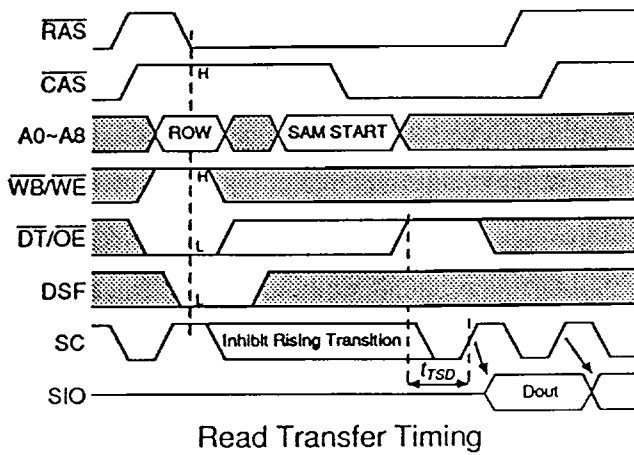 RAS
CAS
H
A0~A8
ROW
SAM START
WB/WE
H
DT/OE
L
DSF
L
SC
Inhibit Rising Transition
tTSD
SIO
Dout
Read Transfer Timing